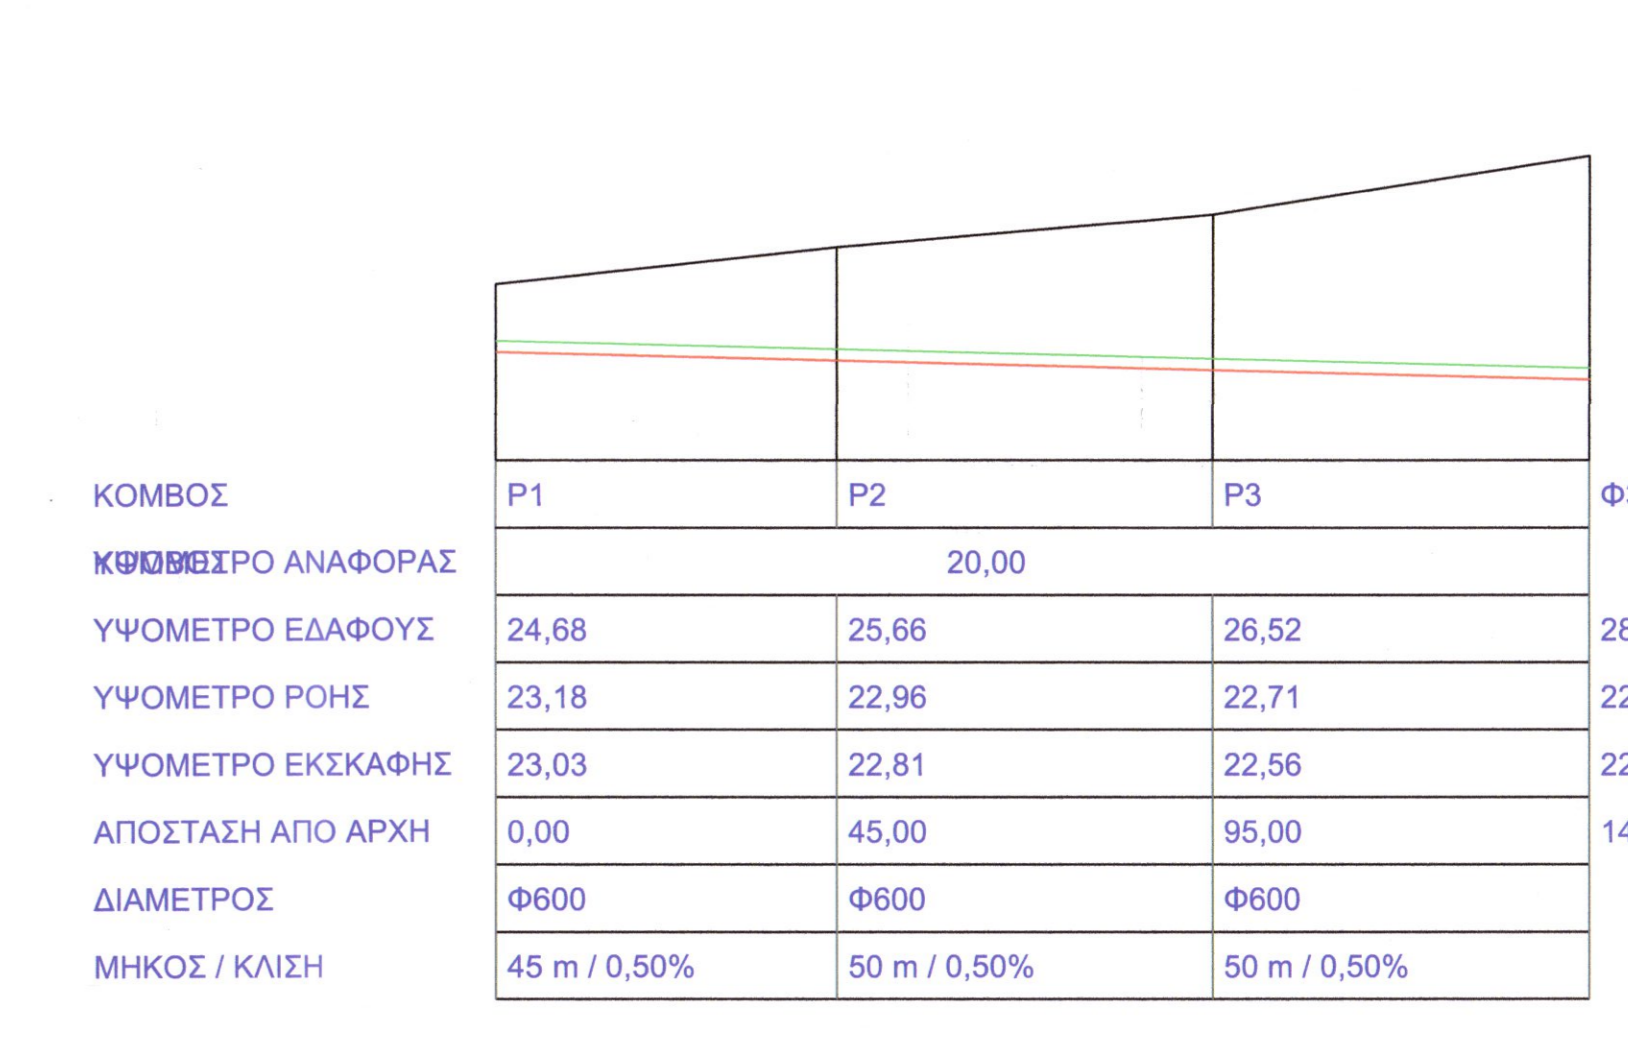 ΚΟΜΒΟΣ P1 P2 P3
ΥΨΟΜΕΤΡΟ ΑΝΑΦΟΡΑΣ 20,00
ΥΨΟΜΕΤΡΟ ΕΔΑΦΟΥΣ 24,68 25,66 26,52
ΥΨΟΜΕΤΡΟ ΡΟΗΣ 23,18 22,96 22,71
ΥΨΟΜΕΤΡΟ ΕΚΣΚΑΦΗΣ 23,03 22,81 22,56
ΑΠΟΣΤΑΣΗ ΑΠΟ ΑΡΧΗ 0,00 45,00 95,00
ΔΙΑΜΕΤΡΟΣ Φ600 Φ600 Φ600
ΜΗΚΟΣ / ΚΛΙΣΗ 45 m / 0,50% 50 m / 0,50% 50 m / 0,50%